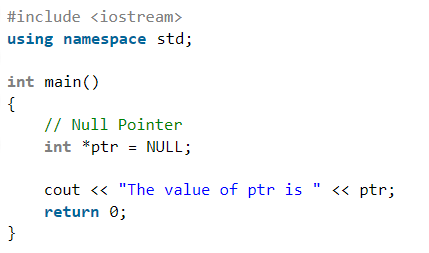 #include <iostream>
using namespace std;

int main()
{
    // Null Pointer
    int *ptr = NULL;

    cout << "The value of ptr is " << ptr;
    return 0;
}